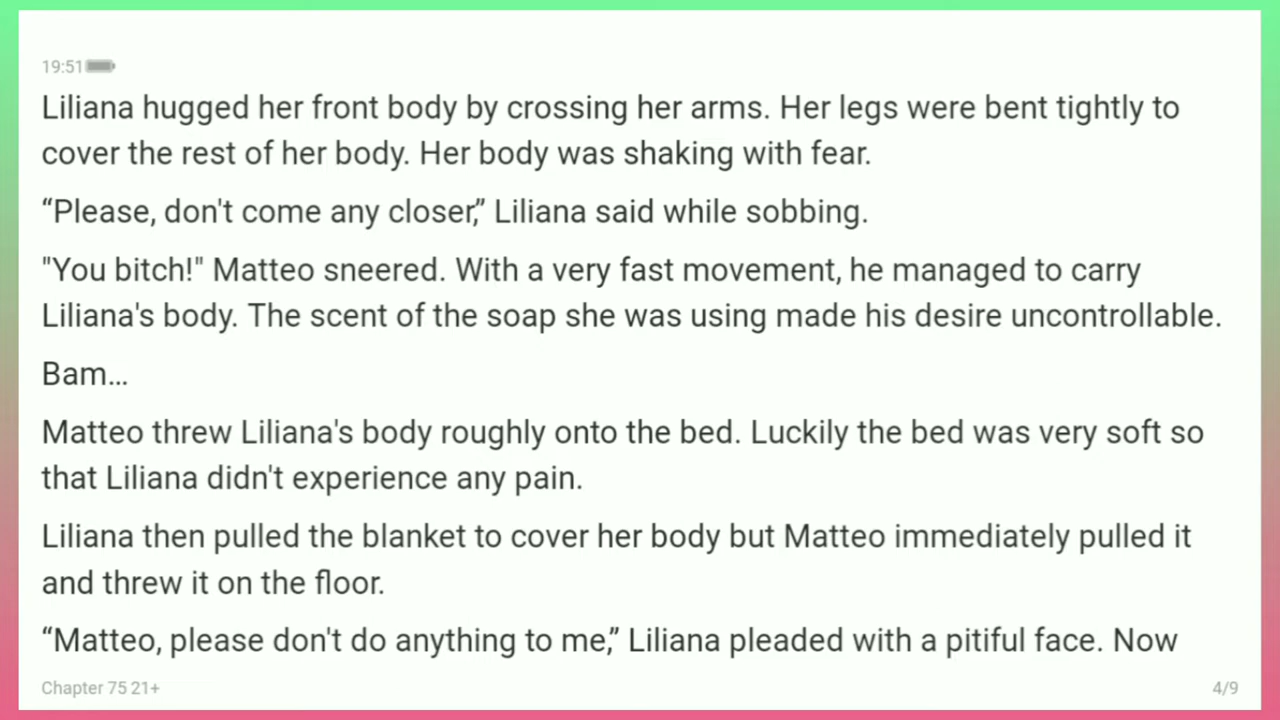 19:51
Liliana hugged her front body by crossing her arms. Her legs were bent tightly to
cover the rest of her body. Her body was shaking with fear.
“Please, don't come any closer,” Liliana said while sobbing.
"You bitch!" Matteo sneered. With a very fast movement, he managed to carry
Liliana's body. The scent of the soap she was using made his desire uncontrollable.
Bam…
Matteo threw Liliana's body roughly onto the bed. Luckily the bed was very soft so
that Liliana didn't experience any pain.
Liliana then pulled the blanket to cover her body but Matteo immediately pulled it
and threw it on the floor.
“Matteo, please don't do anything to me,” Liliana pleaded with a pitiful face. Now
Chapter 75 21+ 4/9